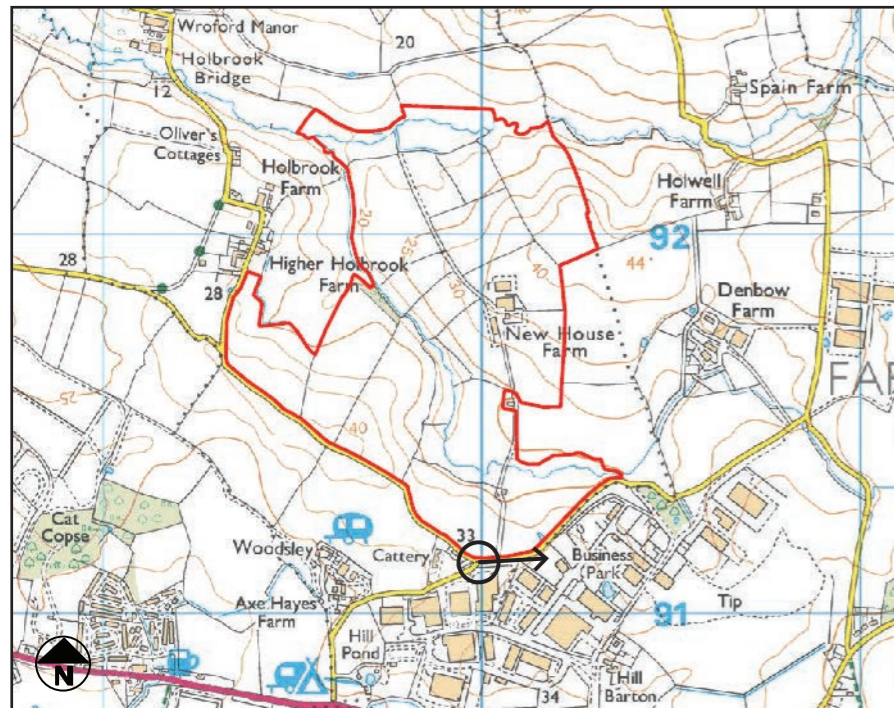 Wroford Manor
20
Holbrook
Bridge
12
Spain Farm
Oliver's
Cottages
Holbrook
Farm
Holwell
Farm
20
25
92
28
Higher Holbrook
Farm
40
44
28
30
Denbow
Farm
New House
Farm
FAR
25
40
Cat
Copse
33
Woodsley
Cattery
Business
Park
Axe Hayes
Farm
91
Tip
Hill
Pond
N
Hill
Barton
34